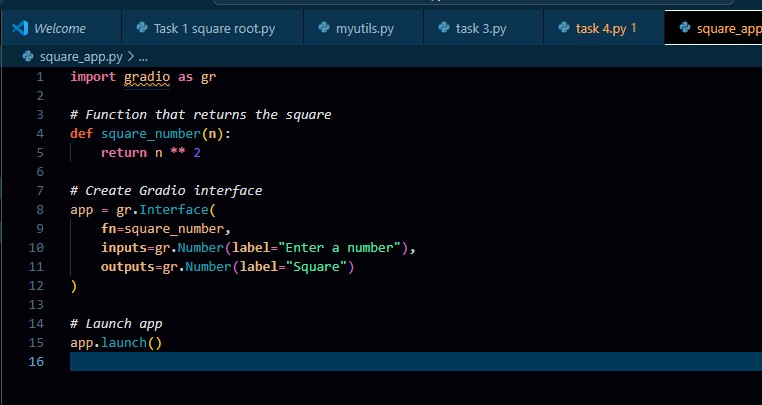 Welcome
Task 1 square root.py
myutils.py
task 3.py
task 4.py 1
square_app
square_app.py > ...
1 import gradio as gr
2
3 # Function that returns the square
4 def square_number(n):
5     return n ** 2
6
7 # Create Gradio interface
8 app = gr.Interface(
9     fn=square_number,
10     inputs=gr.Number(label="Enter a number"),
11     outputs=gr.Number(label="Square")
12 )
13
14 # Launch app
15 app.launch()
16